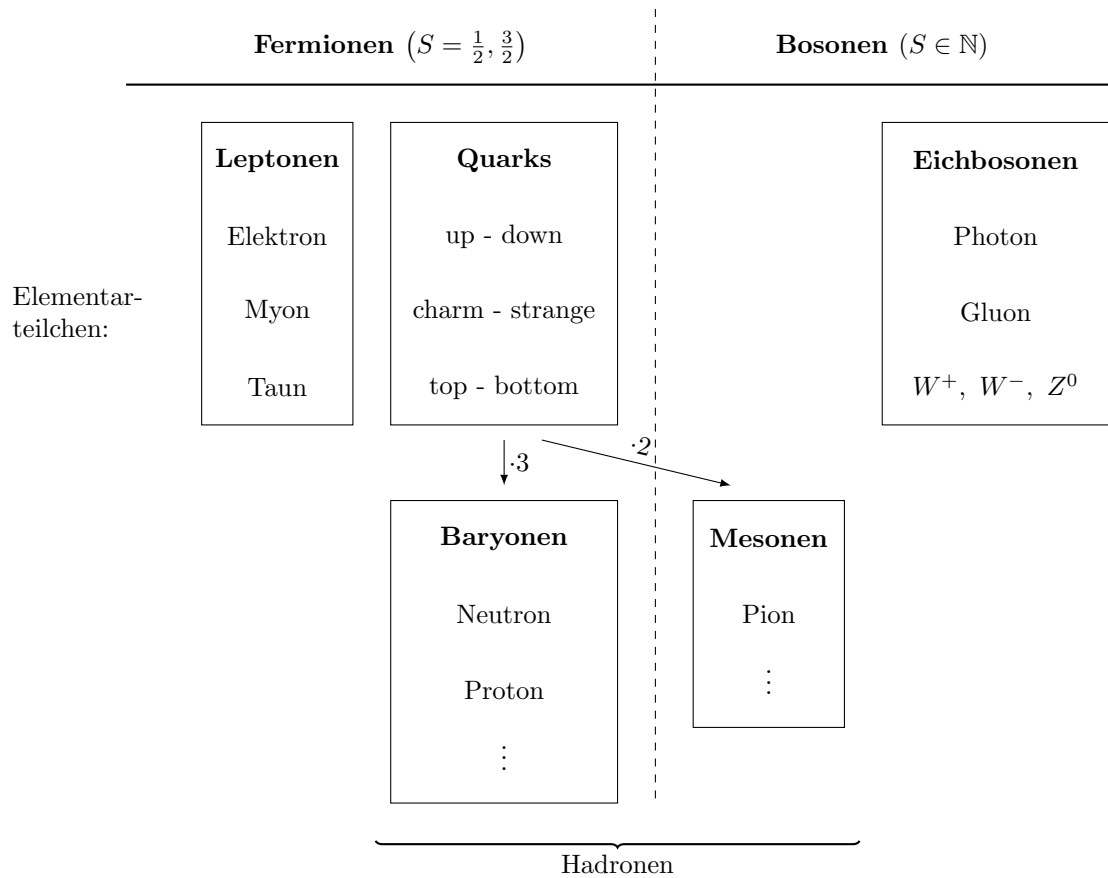 Fermionen (S = 1/2, 3/2)
Bosonen (S ∈ ℕ)
Elementar-
teilchen:
Leptonen
Elektron
Myon
Taun
Quarks
up - down
charm - strange
top - bottom
Eichbosonen
Photon
Gluon
W⁺, W⁻, Z⁰
·3
·2
Baryonen
Neutron
Proton
⋮
Mesonen
Pion
⋮
Hadronen